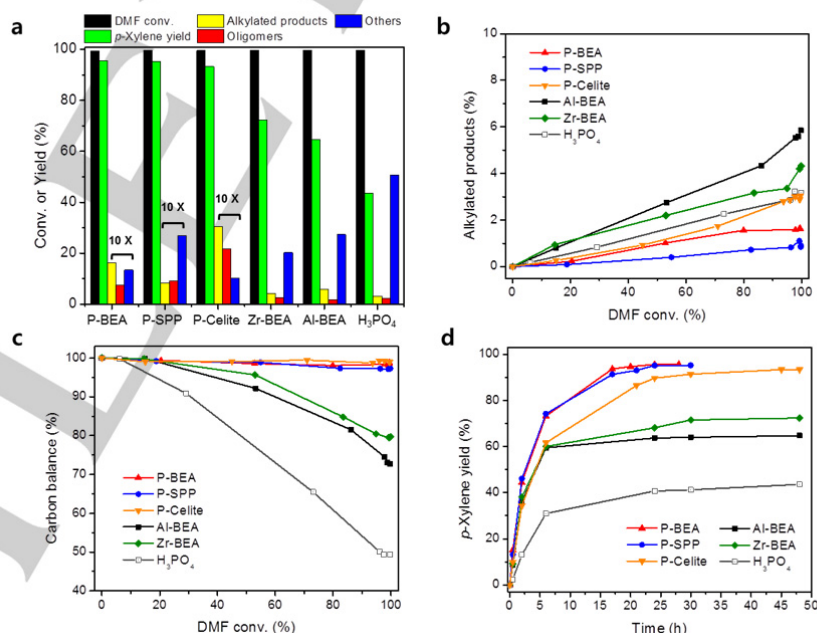 DMF conv. Alkylated products Others
p-Xylene yield Oligomers
a
Conv. or Yield (%)
100
80
60
40
20
0
10 X
10 X
10 X
P-BEA P-SPP P-Celite Zr-BEA Al-BEA H₃PO₄
b
Alkylated products (%)
10
8
6
4
2
0
P-BEA
P-SPP
P-Celite
Al-BEA
Zr-BEA
H₃PO₄
0 20 40 60 80 100
DMF conv. (%)
c
Carbon balance (%)
100
90
80
70
60
50
40
P-BEA
P-SPP
P-Celite
Al-BEA
Zr-BEA
H₃PO₄
0 20 40 60 80 100
DMF conv. (%)
d
p-Xylene yield (%)
100
80
60
40
20
0
P-BEA Al-BEA
P-SPP Zr-BEA
P-Celite H₃PO₄
0 5 10 15 20 25 30 35 40 45 50
Time (h)